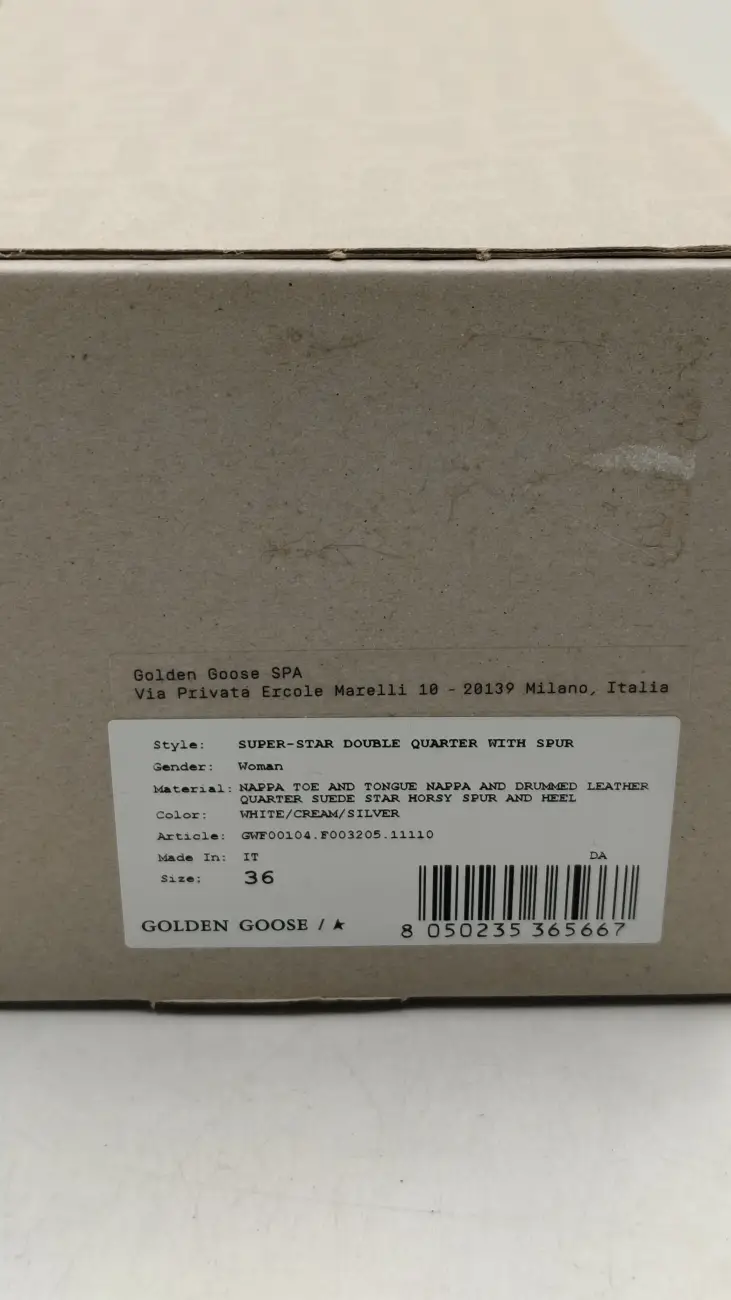 Golden Goose SPA
Via Privata Ercole Marelli 10 - 20139 Milano, Italia
Style: SUPER-STAR DOUBLE QUARTER WITH SPUR
Gender: Woman
Material: NAPPA TOE AND TONGUE NAPPA AND DRUMMED LEATHER
QUARTER SUEDE STAR HORSY SPUR AND HEEL
Color: WHITE/CREAM/SILVER
Article: GWF00104.F003205.11110
Made In: IT
DA
Size: 36
GOLDEN GOOSE / ★
8 050235 365667